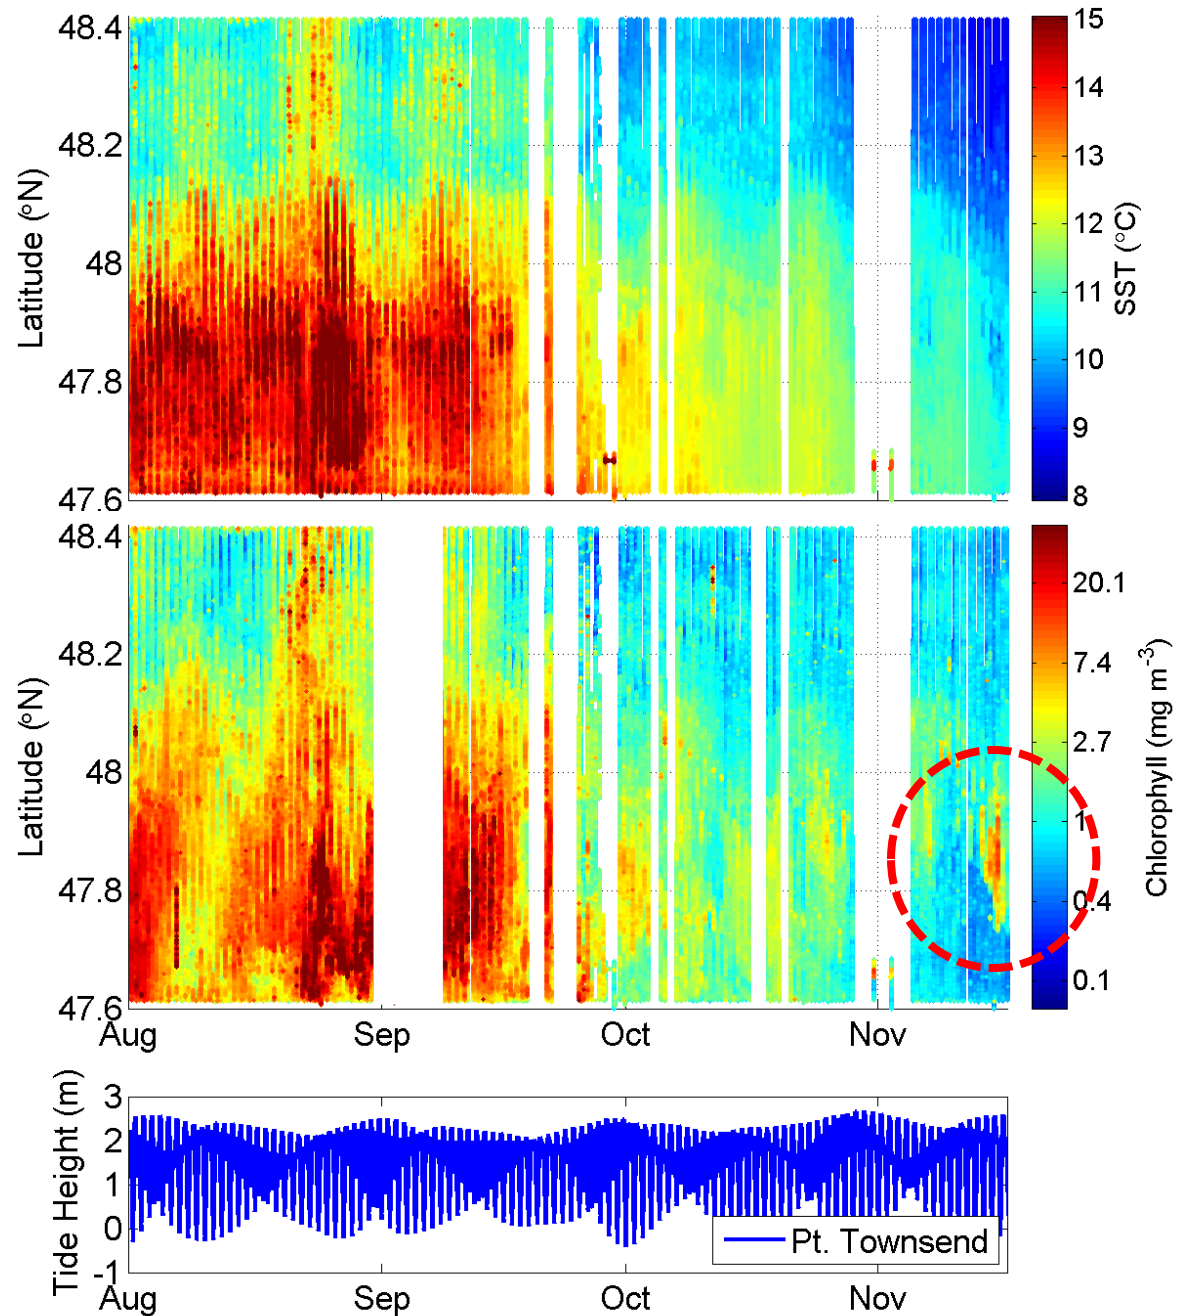 48.4
48.2
48
47.8
47.6
Latitude (°N)
15
14
13
12
11
10
9
8
SST (°C)
48.4
48.2
48
47.8
47.6
Latitude (°N)
Aug
Sep
Oct
Nov
20.1
7.4
2.7
1
0.4
0.1
Chlorophyll (mg m⁻³)
3
2
1
0
-1
Tide Height (m)
Pt. Townsend
Aug
Sep
Oct
Nov